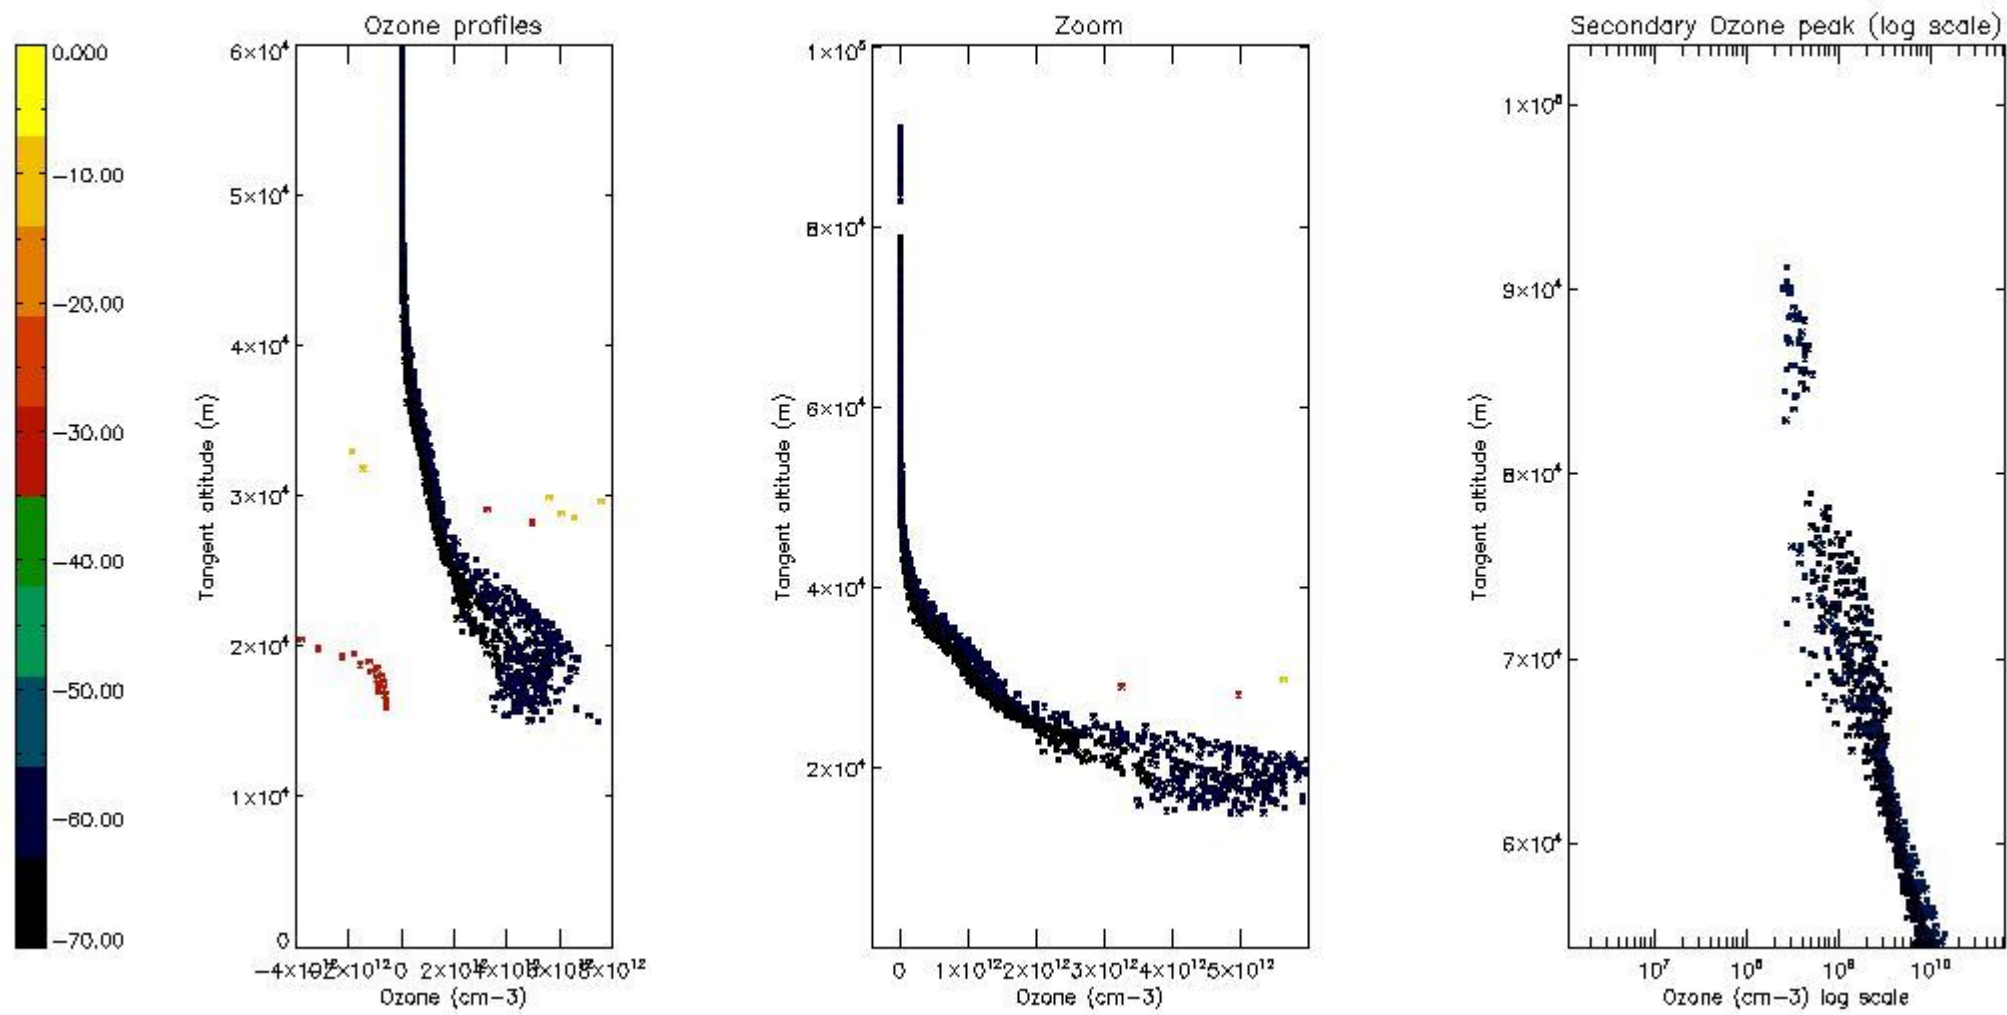 Ozone profiles
Zoom
Secondary Ozone peak (log scale)
0.000
-10.00
-20.00
-30.00
-40.00
-50.00
-60.00
-70.00
6×10⁴
5×10⁴
4×10⁴
3×10⁴
2×10⁴
1×10⁴
0
Tangent altitude (m)
0
Ozone (cm-3)
1×10⁵
8×10⁴
6×10⁴
4×10⁴
2×10⁴
Tangent altitude (m)
0 1×10¹² 2×10¹² 3×10¹² 4×10¹² 5×10¹²
Ozone (cm-3)
9×10⁴
8×10⁴
7×10⁴
6×10⁴
Tangent altitude (m)
10⁷ 10⁸ 10⁹ 10¹⁰
Ozone (cm-3) log scale